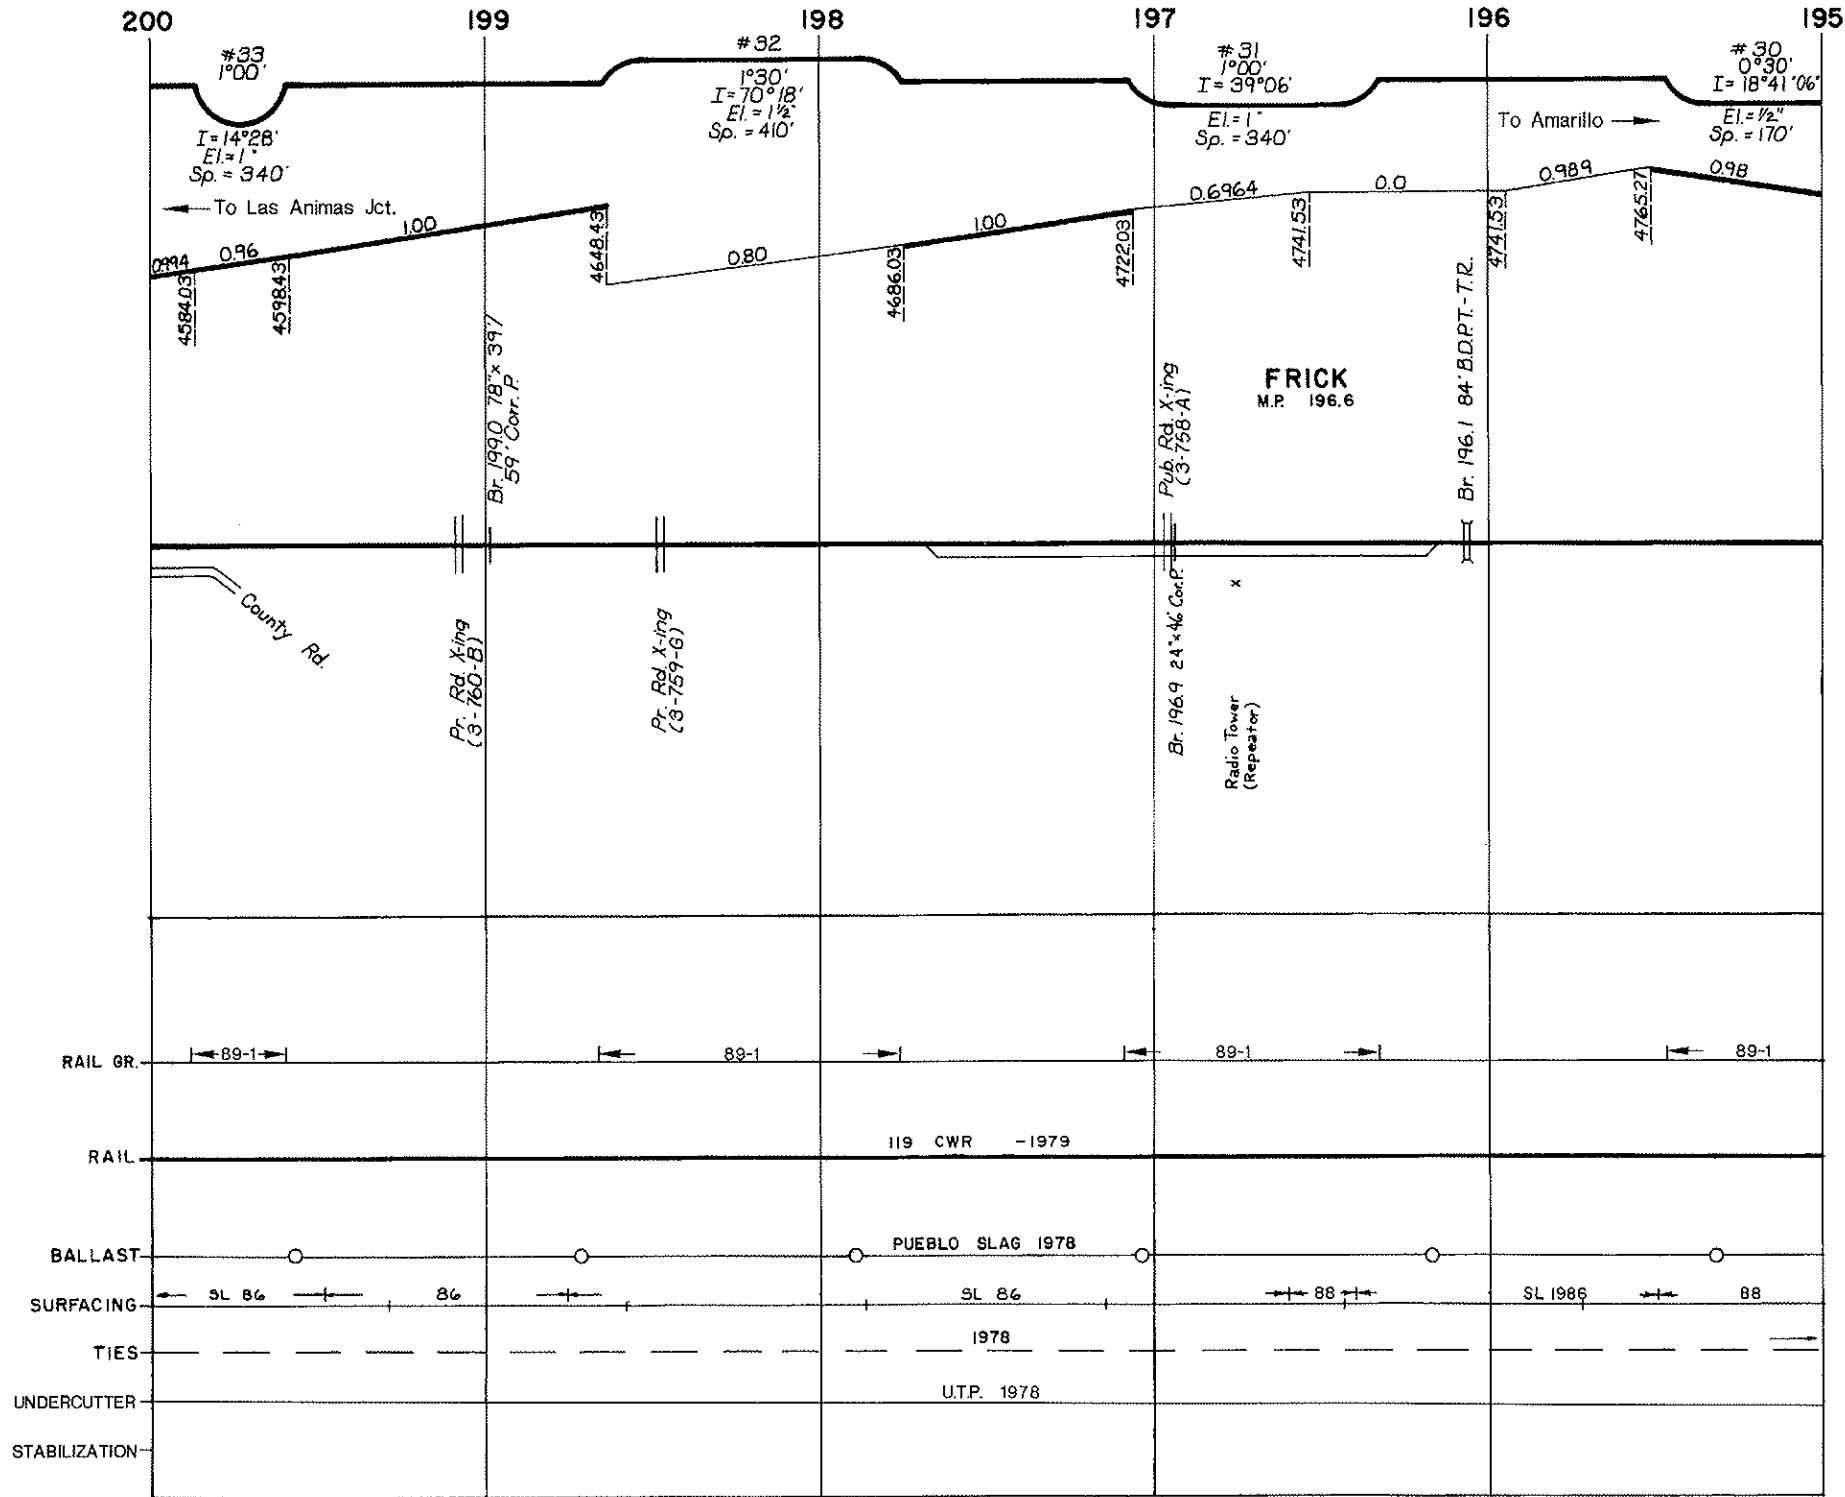 200 199 198 197 196 195
#33
1°00'
I=14°28'
El.=1"
Sp. = 340'
#32
1°30'
I=70°18'
El.=1½"
Sp. = 410'
#31
1°00'
I= 39°06'
El.=1"
Sp. = 340'
#30
0°30'
I= 18°41'06"
El.=½"
Sp. = 170'
To Amarillo
To Las Animas Jct.
0.994 0.96 1.00 0.80 1.00 0.6964 0.0 0.989 0.98
4584.03
4598.43
4648.43
4686.03
4722.03
4741.53
4741.53
4765.27
Br. 199.0 78"x 39'/
59' Corr. P.
Pub. Rd. X-ing
(3-758-A)
FRICK
M.P. 196.6
Br. 196.1 84' B.D.P.T.-T.R.
County Rd.
Pr. Rd. X-ing
(3-760-B)
Pr. Rd. X-ing
(3-759-G)
Br. 196.9 24"x46' Cor.P.
x
Radio Tower
(Repeator)
RAIL GR. 89-1 89-1 89-1 89-1
RAIL 119 CWR -1979
BALLAST PUEBLO SLAG 1978
SURFACING SL 86 86 SL 86 88 SL 1986 88
TIES 1978
UNDERCUTTER U.T.P. 1978
STABILIZATION